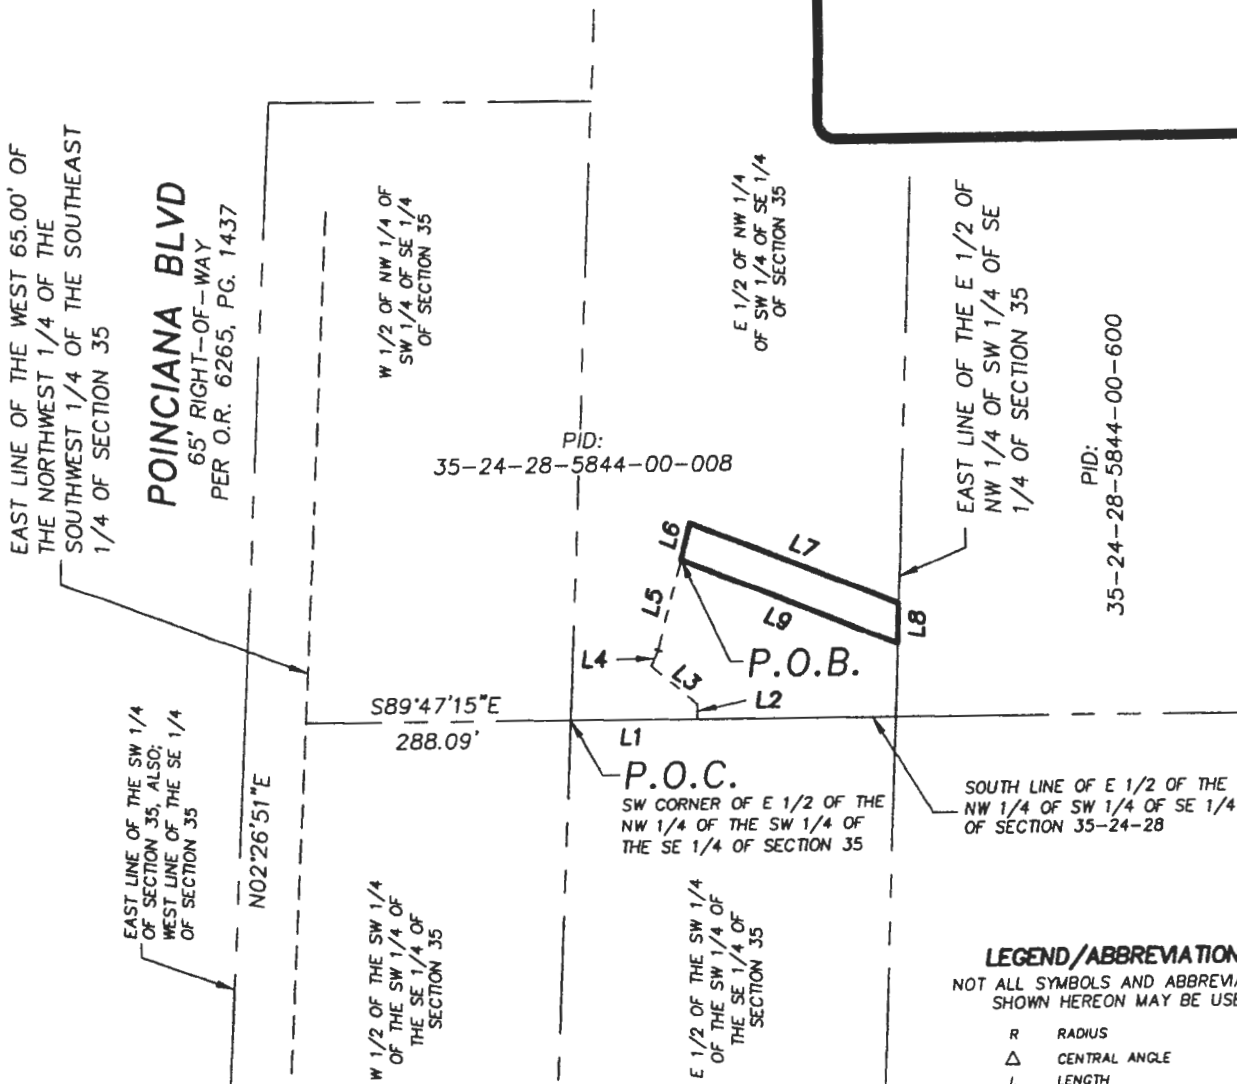 EAST LINE OF THE WEST 65.00' OF
THE NORTHWEST 1/4 OF THE
SOUTHWEST 1/4 OF THE SOUTHEAST
1/4 OF SECTION 35
POINCIANA BLVD
65' RIGHT-OF-WAY
PER O.R. 6265, PG. 1437
W 1/2 OF NW 1/4 OF
SW 1/4 OF SE 1/4
OF SECTION 35
E 1/2 OF NW 1/4
OF SW 1/4 OF SE 1/4
OF SECTION 35
EAST LINE OF THE E 1/2 OF
NW 1/4 OF SW 1/4 OF SE
1/4 OF SECTION 35
PID:
35-24-28-5844-00-600
PID:
35-24-28-5844-00-008
L6
L7
L5
L9
L8
L4
L3
P.O.B.
L2
S89°47'15"E
288.09'
L1
P.O.C.
SW CORNER OF E 1/2 OF THE
NW 1/4 OF THE SW 1/4 OF
THE SE 1/4 OF SECTION 35
SOUTH LINE OF E 1/2 OF THE
NW 1/4 OF SW 1/4 OF SE 1/4
OF SECTION 35-24-28
EAST LINE OF THE SW 1/4
OF SECTION 35, ALSO;
WEST LINE OF THE SE 1/4
OF SECTION 35
N02°26'51"E
W 1/2 OF THE SW 1/4
OF THE SW 1/4 OF
THE SE 1/4 OF
SECTION 35
E 1/2 OF THE SW 1/4
OF THE SW 1/4 OF
THE SE 1/4 OF
SECTION 35
LEGEND/ABBREVIATION
NOT ALL SYMBOLS AND ABBREVIA
SHOWN HEREON MAY BE USE
R RADIUS
Δ CENTRAL ANGLE
L LENGTH